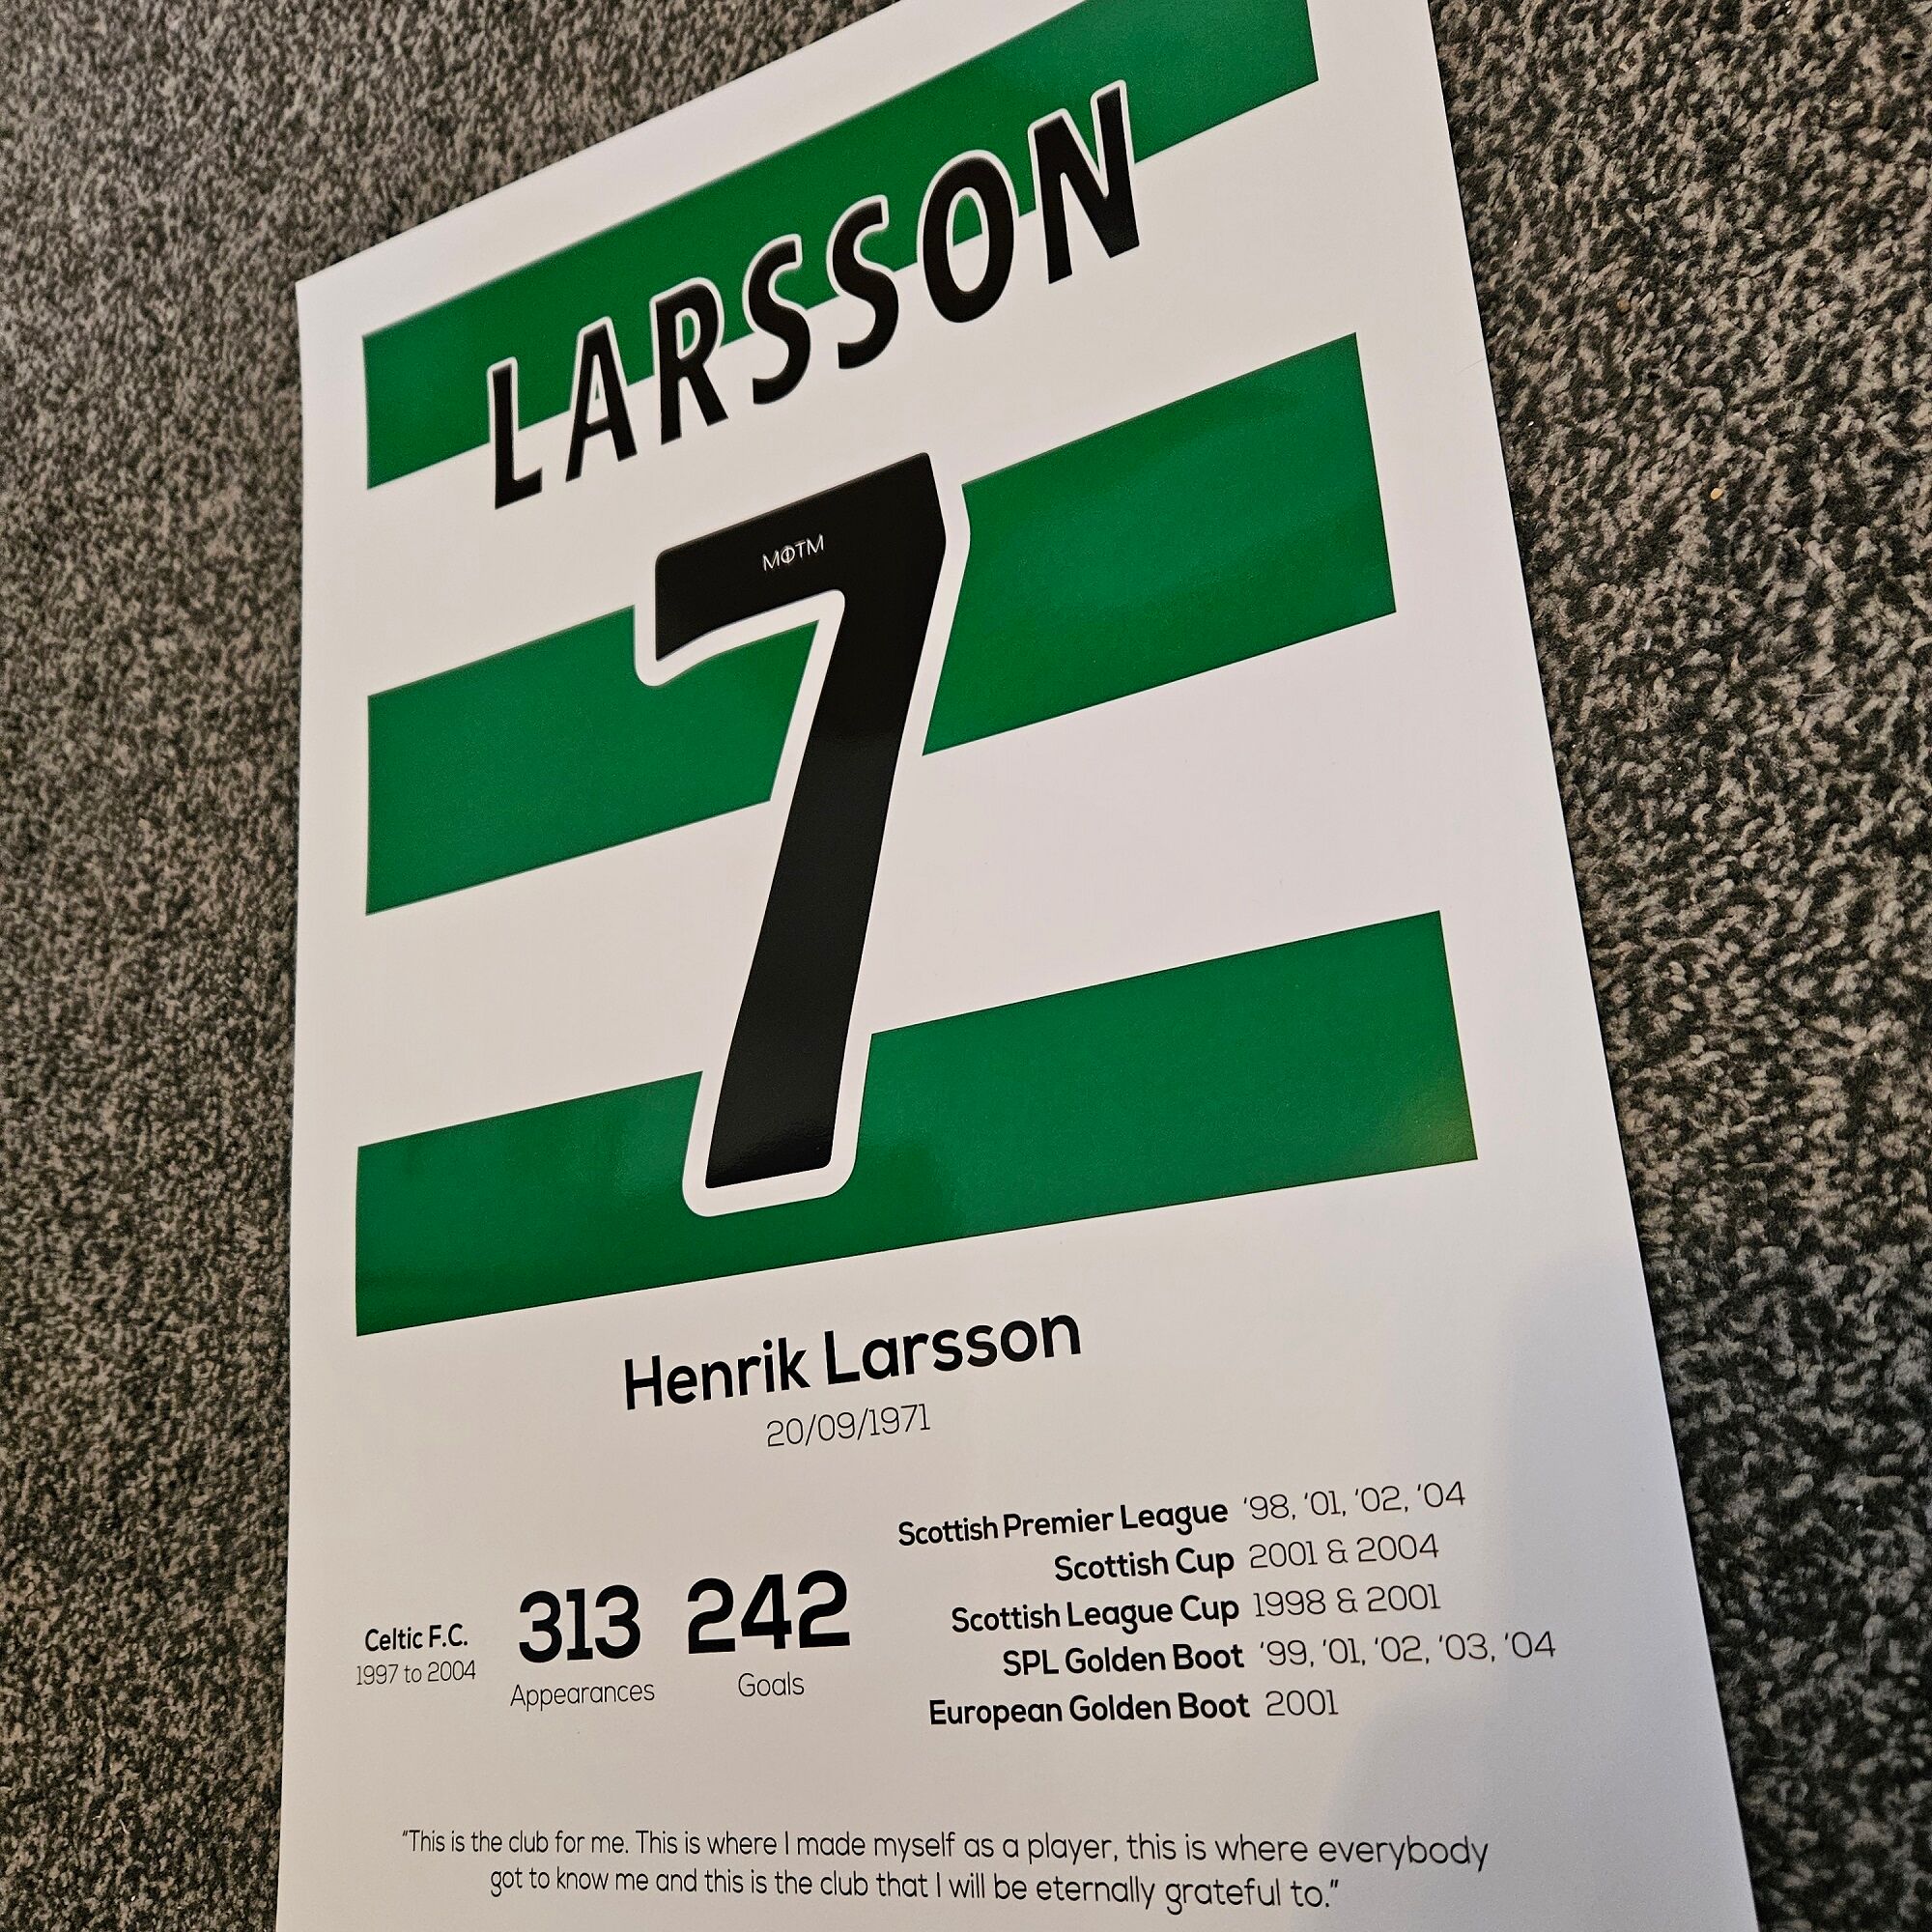 LARSSON
7
MOTM
Henrik Larsson
20/09/1971
Celtic F.C.
1997 to 2004
313
Appearances
242
Goals
Scottish Premier League '98, '01, '02, '04
Scottish Cup 2001 & 2004
Scottish League Cup 1998 & 2001
SPL Golden Boot '99, '01, '02, '03, '04
European Golden Boot 2001
"This is the club for me. This is where I made myself as a player, this is where everybody
got to know me and this is the club that I will be eternally grateful to."